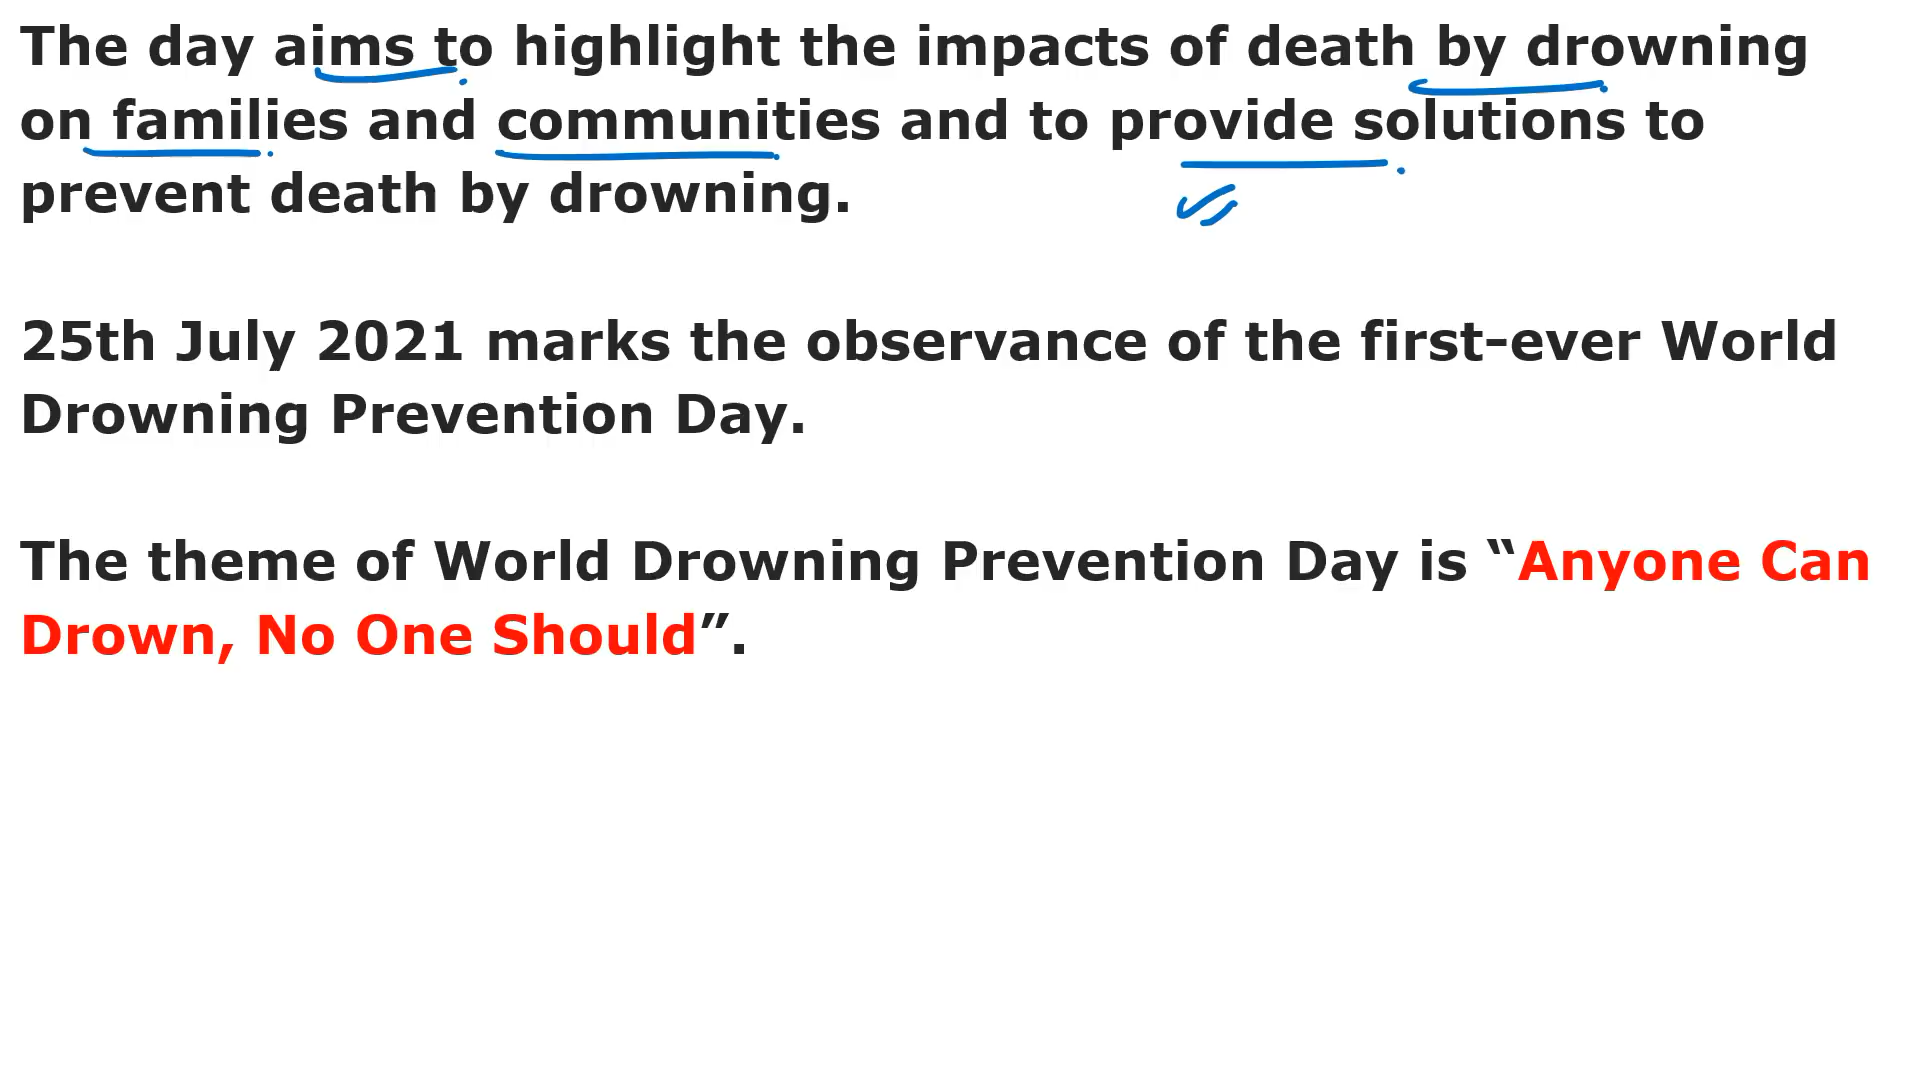 The day aims to highlight the impacts of death by drowning
on families and communities and to provide solutions to
prevent death by drowning.
25th July 2021 marks the observance of the first-ever World
Drowning Prevention Day.
The theme of World Drowning Prevention Day is “Anyone Can
Drown, No One Should”.